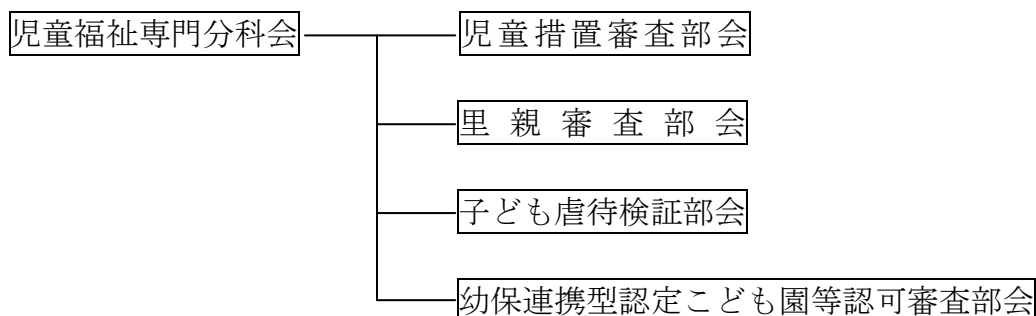 児童福祉専門分科会
児童措置審査部会
里親審査部会
子ども虐待検証部会
幼保連携型認定こども園等認可審査部会